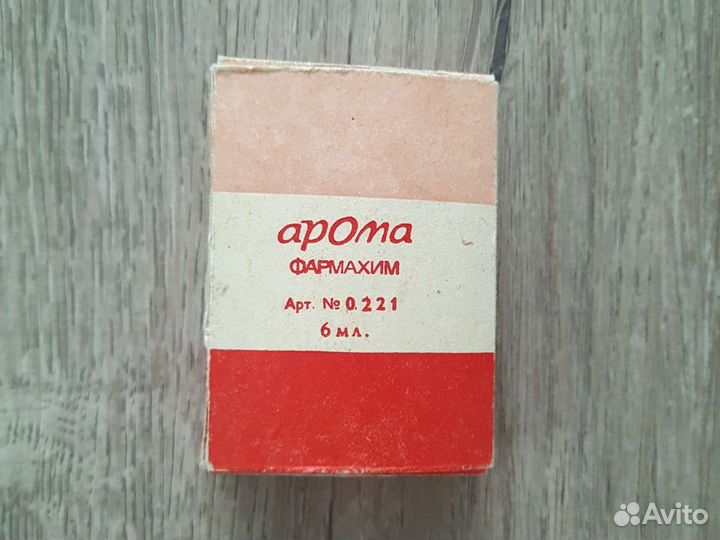 арома
ФАРМАХИМ
Арт. № 0.221
6 мл.
Avito